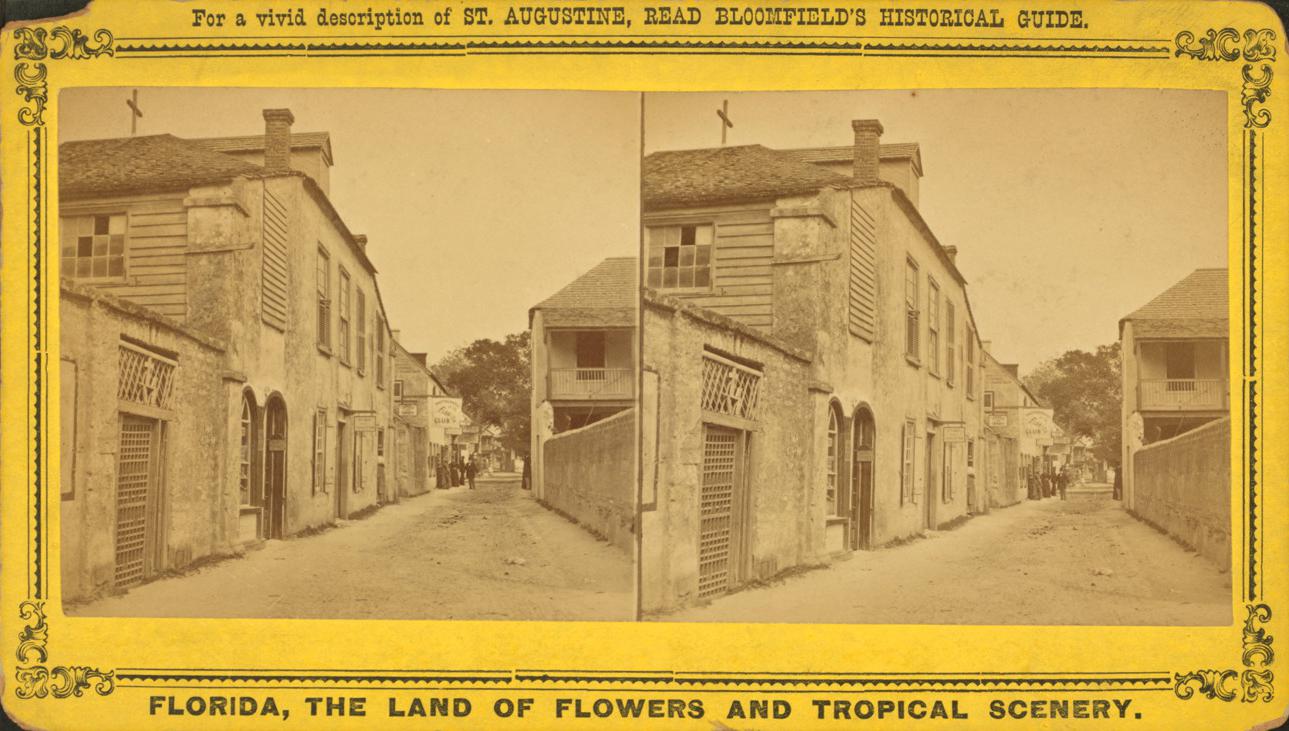 For a vivid description of ST. AUGUSTINE, READ BLOOMFIELD'S HISTORICAL GUIDE.
FLORIDA, THE LAND OF FLOWERS AND TROPICAL SCENERY.